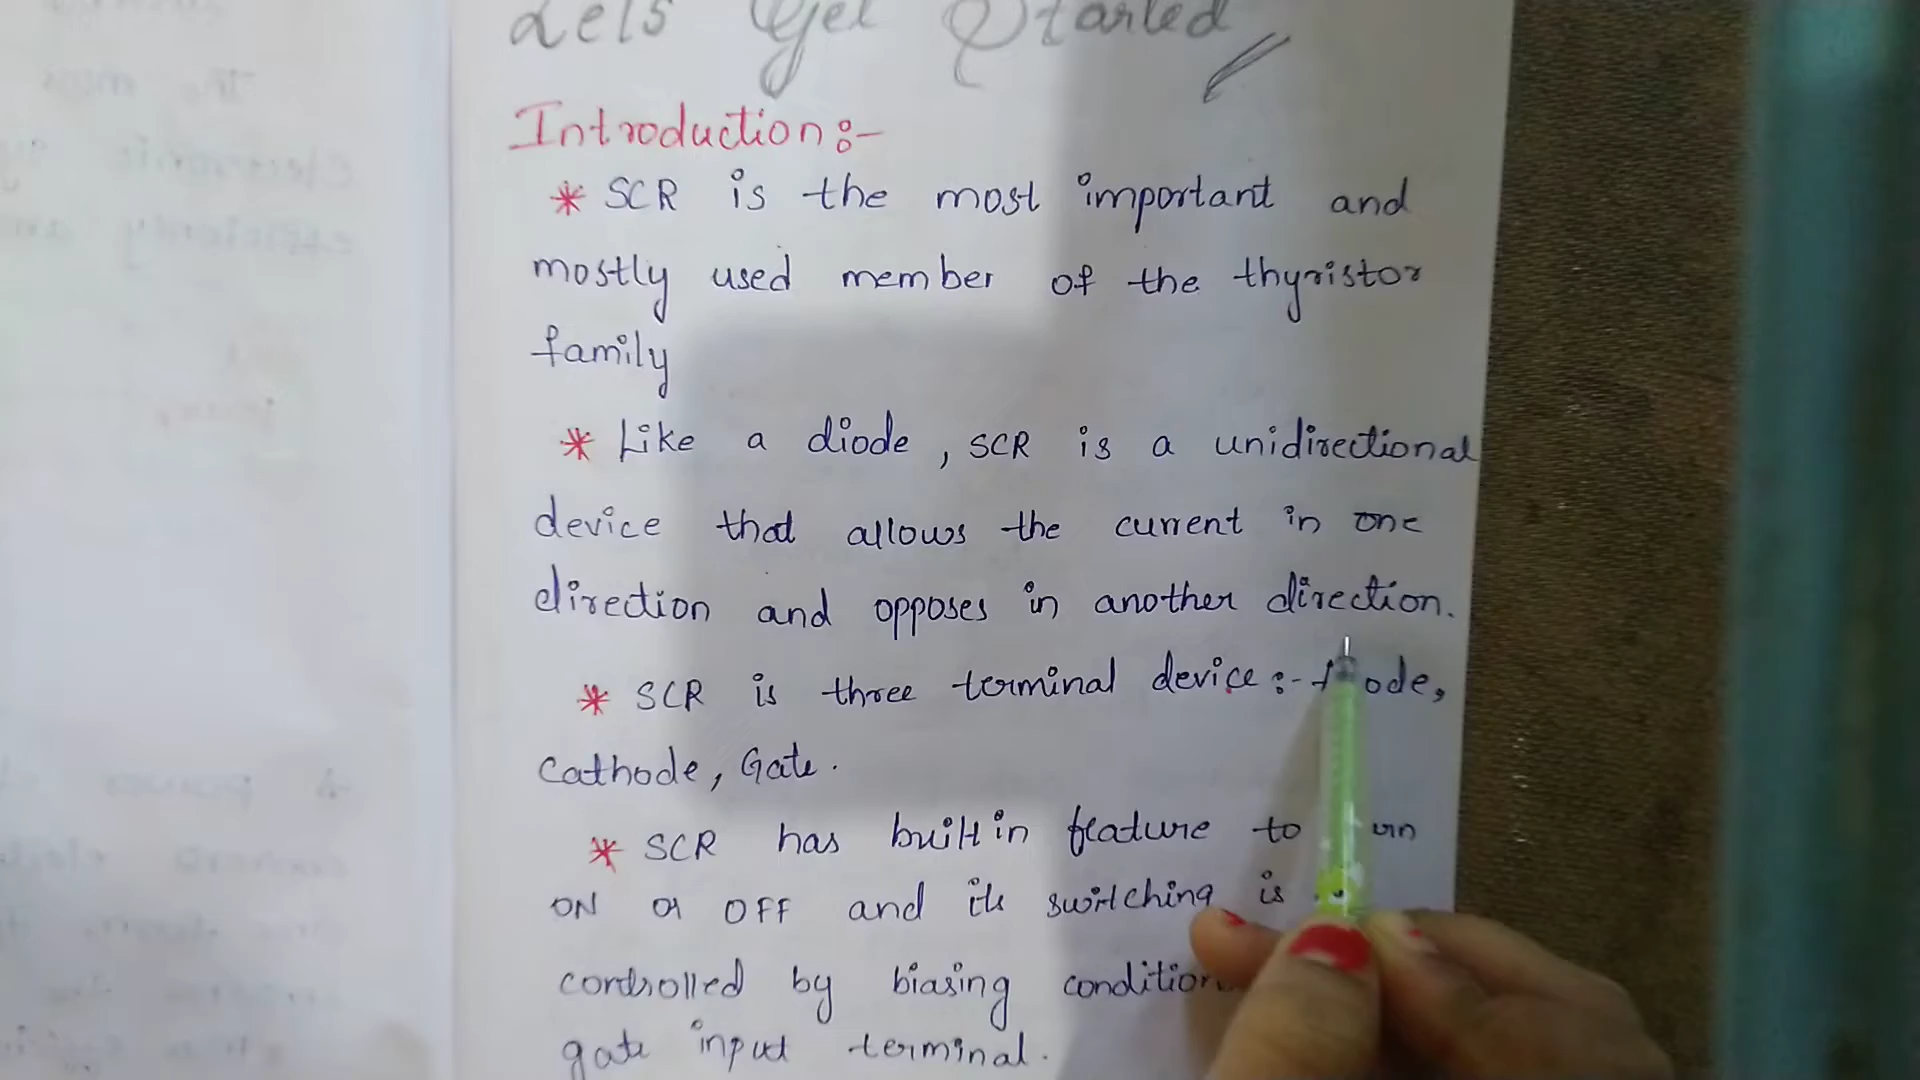 Lets Get Started
Introduction:-
* SCR is the most important and
mostly used member of the thyristor
family
* Like a diode, SCR is a unidirectional
device that allows the current in one
direction and opposes in another direction.
* SCR is three terminal device:- ode,
Cathode, Gate.
* SCR has built in feature to
ON or OFF and its switching is
controlled by biasing condition
gate input terminal.